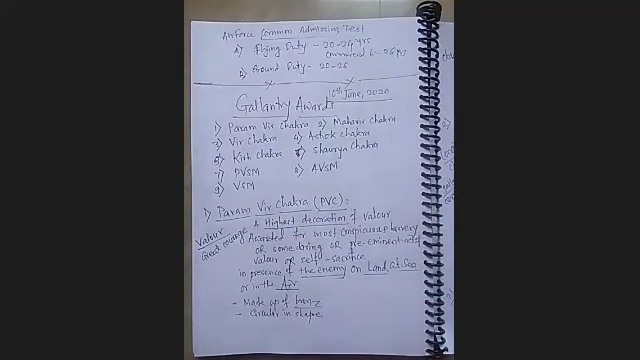 Airforce Common Admission Test
A) Flying Duty - 20-24 yrs
(Commercial L- 26 yrs)
B) Ground Duty - 20-26
10th June, 2020
Gallantry Awards
1) Param Vir Chakra 2) Mahavir Chakra
3) Vir Chakra 4) Ashok Chakra
5) Kirti Chakra 6) Shaurya Chakra
7) PVSM 8) AVSM
9) VSM
1) Param Vir Chakra (PVC):
Valour
Great courage
A Highest decoration of valour
Awarded for most conspicuous bravery
OR some dring OR pre-eminent act of
valour OR self-sacrifice
in presence of the enemy on Land, at Sea
or in the Air
- Made up of bronz
- Circular in shape